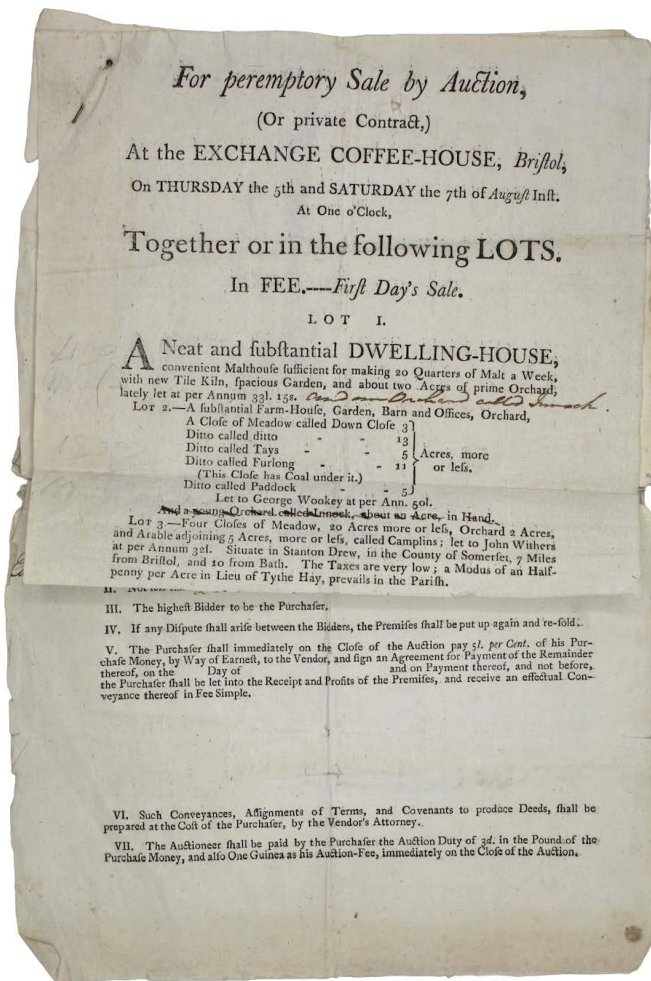 For peremptory Sale by Auction,
(Or private Contract,)
At the EXCHANGE COFFEE-HOUSE, Briſtol,
On THURSDAY the 5th and SATURDAY the 7th of Auguſt Inſt.
At One o'Clock,
Together or in the following LOTS.
In FEE.----Firſt Day's Sale.
LOT I.
A Neat and ſubſtantial DWELLING-HOUSE,
convenient Malthouſe ſufficient for making 20 Quarters of Malt a Week,
with new Tile Kiln, ſpacious Garden, and about two Acres of prime Orchard,
lately let at per Annum 33l. 15s. and an Orchard called Innock.
Lot 2.—A ſubſtantial Farm-Houſe, Garden, Barn and Offices, Orchard,
A Cloſe of Meadow called Down Cloſe 3
Ditto called ditto - - 13
Ditto called Tays - - 5 Acres, more
Ditto called Furlong - - 11 or leſs.
(This Cloſe has Coal under it.)
Ditto called Paddock - - 5
Let to George Wookey at per Ann. 50l.
And a young Orchard called Innock, about an Acre, in Hand.
Lot 3.—Four Cloſes of Meadow, 20 Acres more or leſs, Orchard 2 Acres,
and Arable adjoining 5 Acres, more or leſs, called Camplins; let to John Withers
at per Annum 32l. Situate in Stanton Drew, in the County of Somerſet, 7 Miles
from Briſtol, and 10 from Bath. The Taxes are very low; a Modus of an Half-
penny per Acre in Lieu of Tythe Hay, prevails in the Pariſh.
II.
III. The higheſt Bidder to be the Purchaſer.
IV. If any Diſpute ſhall ariſe between the Bidders, the Premiſes ſhall be put up again and re-ſold.
V. The Purchaſer ſhall immediately on the Cloſe of the Auction pay 5l. per Cent. of his Pur-
chaſe Money, by Way of Earneſt, to the Vendor, and ſign an Agreement for Payment of the Remainder
thereof, on the Day of and on Payment thereof, and not before,
the Purchaſer ſhall be let into the Receipt and Profits of the Premiſes, and receive an effectual Con-
veyance thereof in Fee Simple.
VI. Such Conveyances, Aſſignments of Terms, and Covenants to produce Deeds, ſhall be
prepared at the Coſt of the Purchaſer, by the Vendor's Attorney.
VII. The Auctioneer ſhall be paid by the Purchaſer the Auction Duty of 3d. in the Pound of the
Purchaſe Money, and alſo One Guinea as his Auction-Fee, immediately on the Cloſe of the Auction.